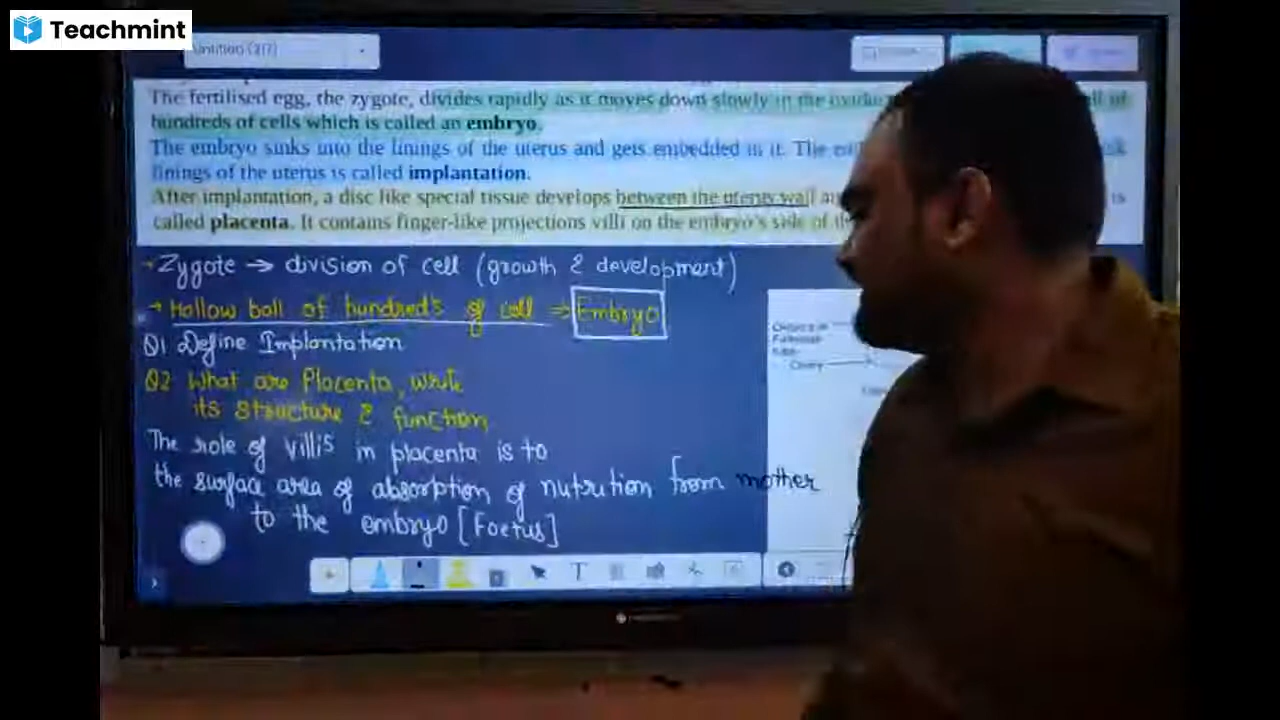 Teachmint
Untitled (2)(7)
The fertilised egg, the zygote, divides rapidly as it moves down slowly in the
hundreds of cells which is called an embryo.
The embryo sinks into the linings of the uterus and gets embedded in it. The
linings of the uterus is called implantation.
After implantation, a disc like special tissue develops between the uterus wall
is
called placenta. It contains finger-like projections villi on the embryo's side of
→ Zygote → division of cell (growth & development)
→ Hollow ball of hundred's of cell ⇒ Embryo
Q1 Define Implantation
Q2 What are Placenta, write
its structure & function
The role of villis in placenta is to
the surface area of absorption of nutrution from mother
to the embryo [Foetus]